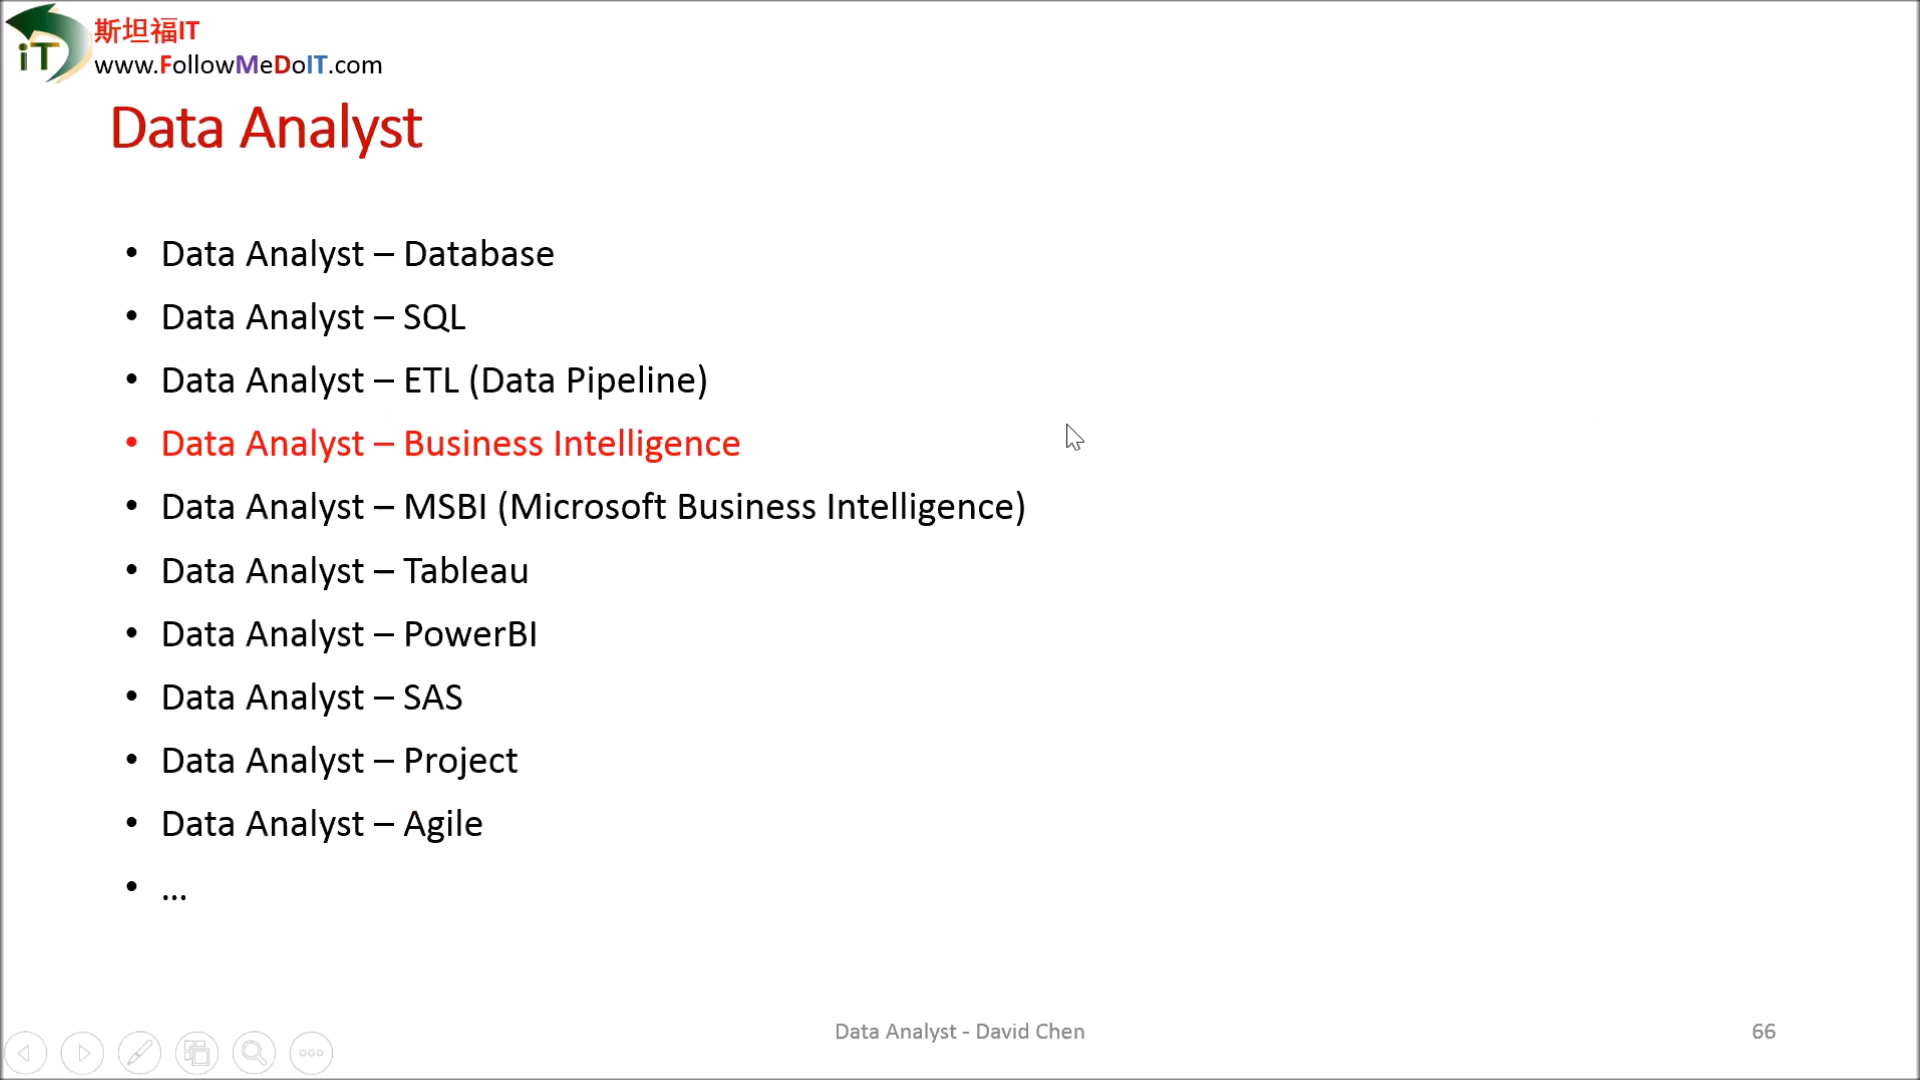 斯坦福IT
iT
www.FollowMeDoIT.com
Data Analyst
• Data Analyst – Database
• Data Analyst – SQL
• Data Analyst – ETL (Data Pipeline)
• Data Analyst – Business Intelligence
• Data Analyst – MSBI (Microsoft Business Intelligence)
• Data Analyst – Tableau
• Data Analyst – PowerBI
• Data Analyst – SAS
• Data Analyst – Project
• Data Analyst – Agile
• ...
Data Analyst - David Chen
66